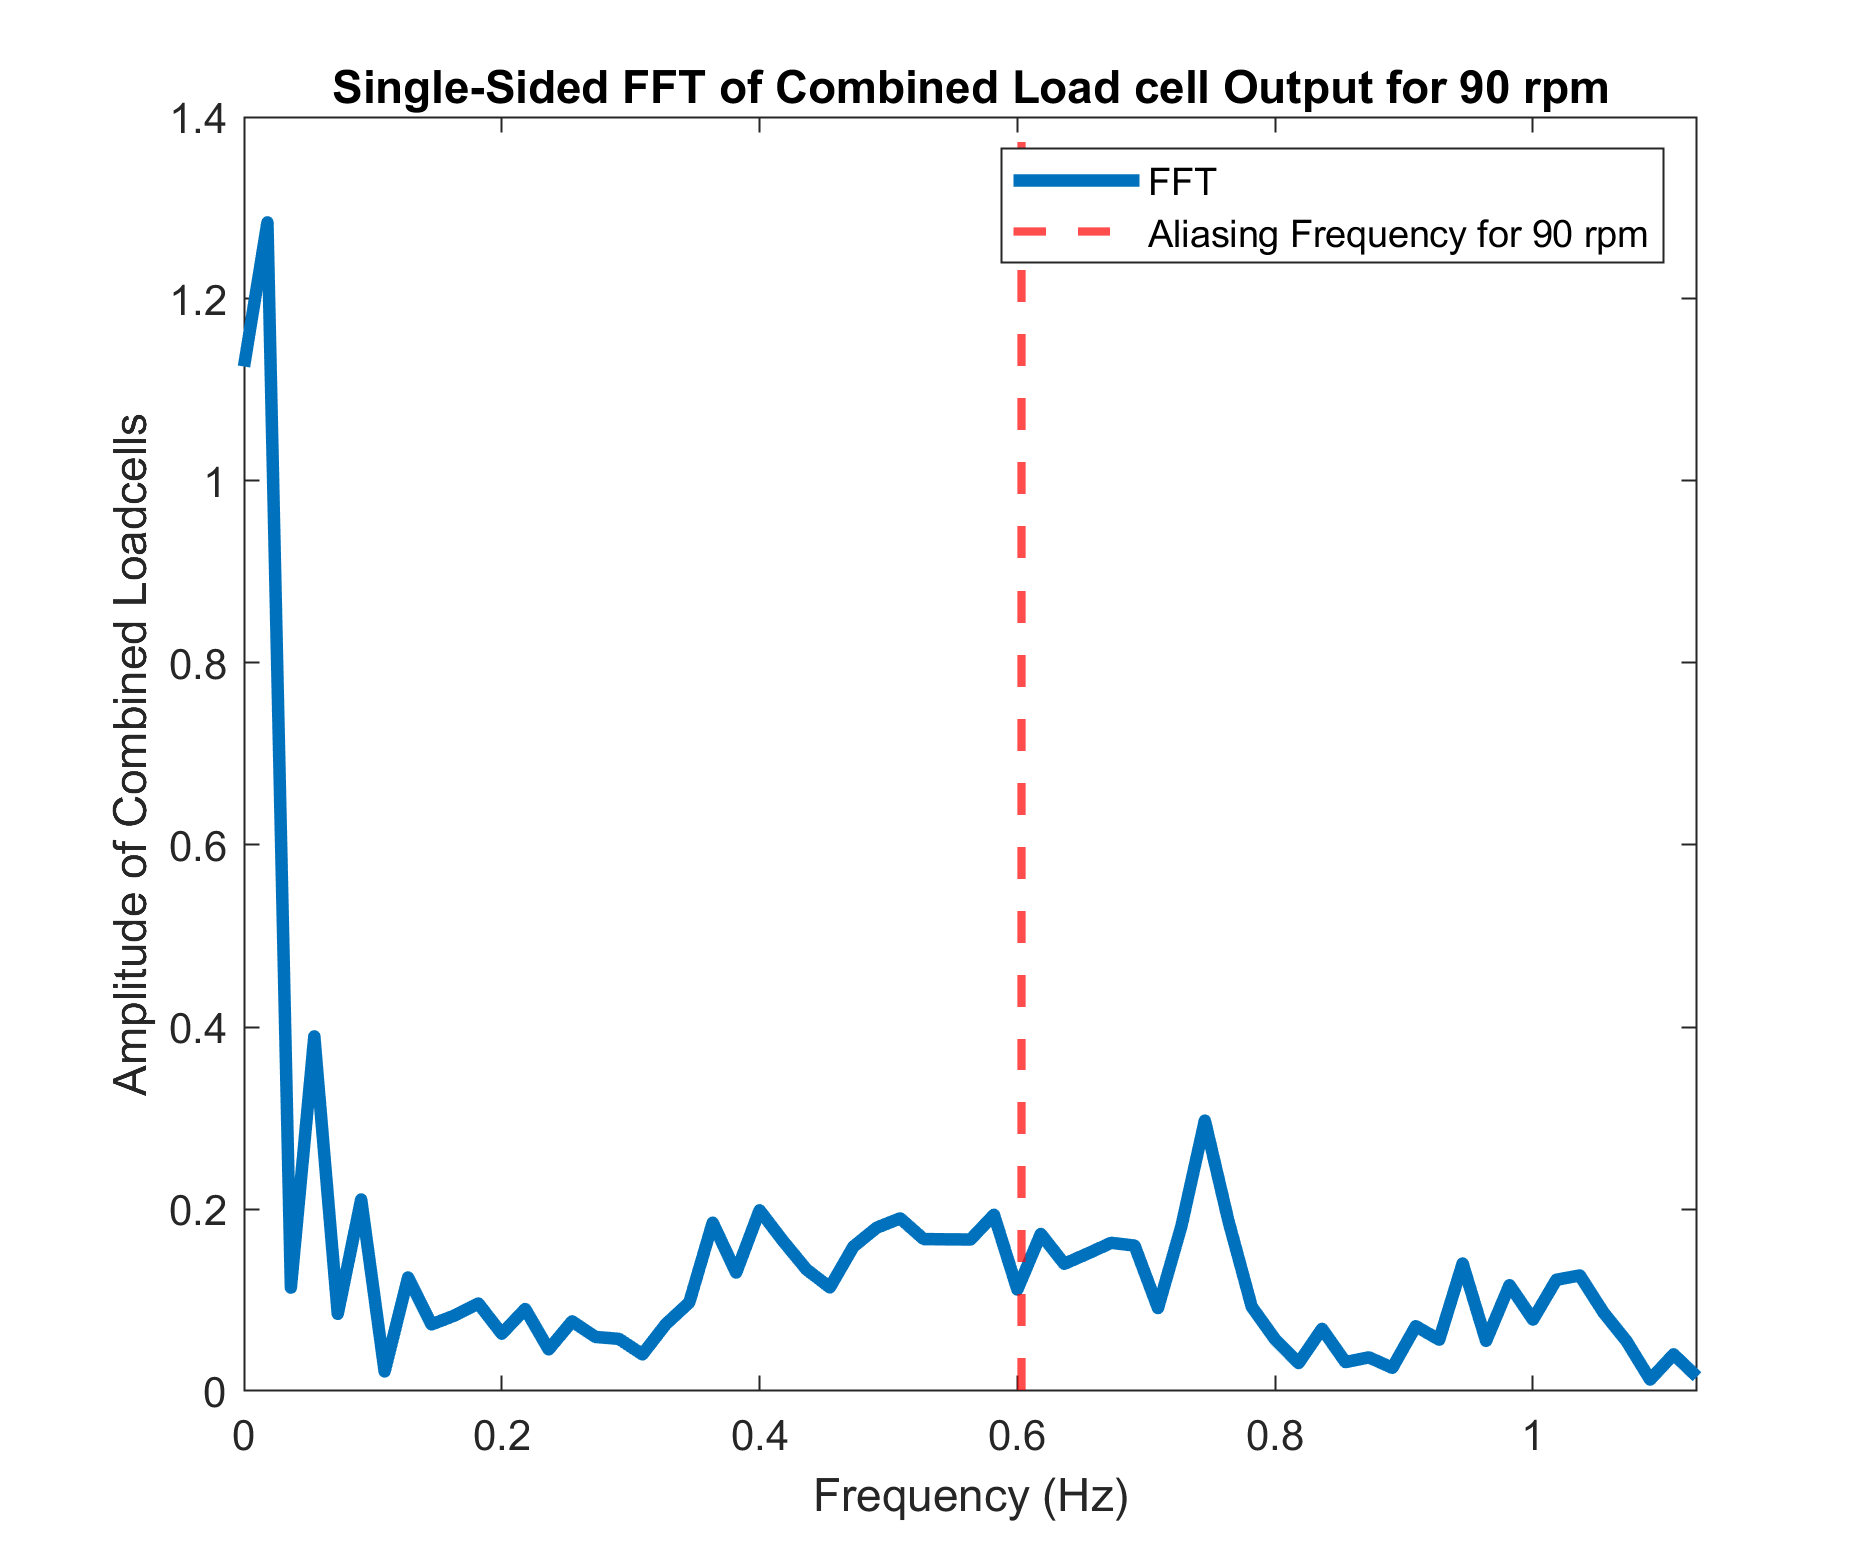 Single-Sided FFT of Combined Load cell Output for 90 rpm
1.4
1.2
1
0.8
0.6
0.4
0.2
0
Amplitude of Combined Loadcells
FFT
Aliasing Frequency for 90 rpm
0 0.2 0.4 0.6 0.8 1
Frequency (Hz)